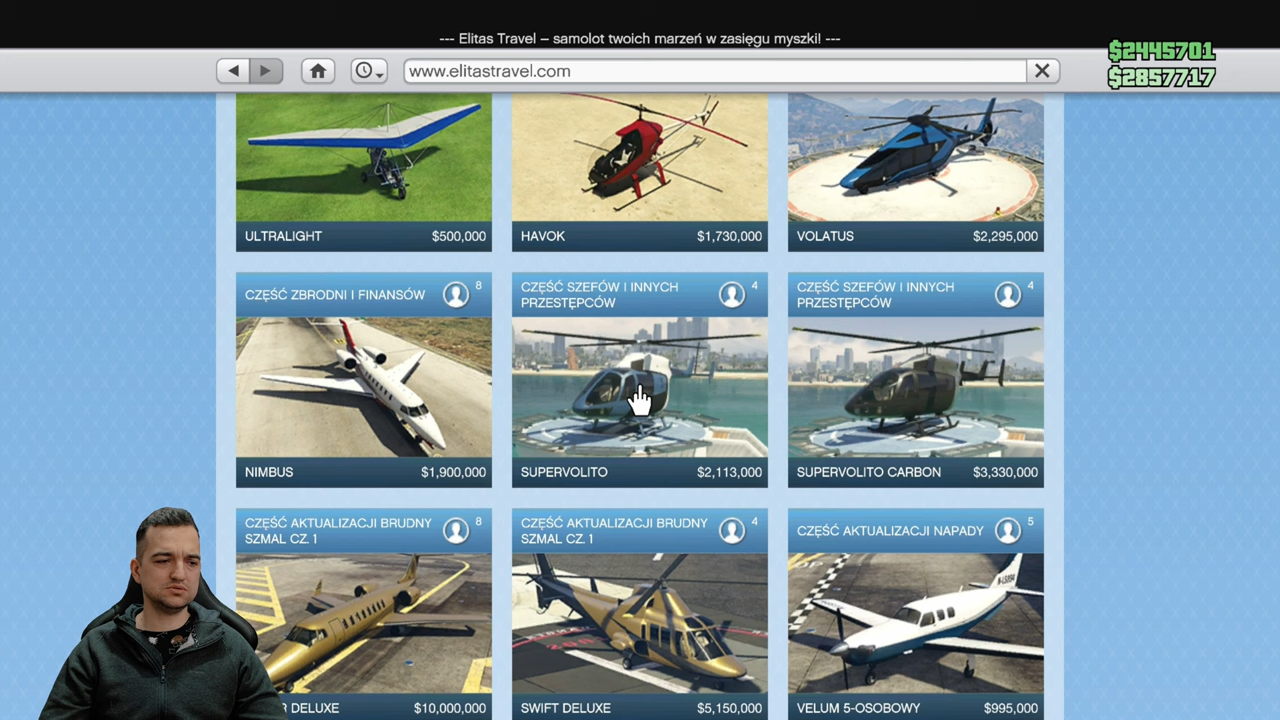 --- Elitas Travel – samolot twoich marzeń w zasięgu myszki! ---
www.elitastravel.com
$2445701
$2857717
ULTRALIGHT $500,000
HAVOK $1,730,000
VOLATUS $2,295,000
CZĘŚĆ ZBRODNI I FINANSÓW 8
CZĘŚĆ SZEFÓW I INNYCH
PRZESTĘPCÓW 4
CZĘŚĆ SZEFÓW I INNYCH
PRZESTĘPCÓW 4
NIMBUS $1,900,000
SUPERVOLITO $2,113,000
SUPERVOLITO CARBON $3,330,000
CZĘŚĆ AKTUALIZACJI BRUDNY
SZMAL CZ. 1 8
CZĘŚĆ AKTUALIZACJI BRUDNY
SZMAL CZ. 1 4
CZĘŚĆ AKTUALIZACJI NAPADY 5
DELUXE $10,000,000
SWIFT DELUXE $5,150,000
VELUM 5-OSOBOWY $995,000